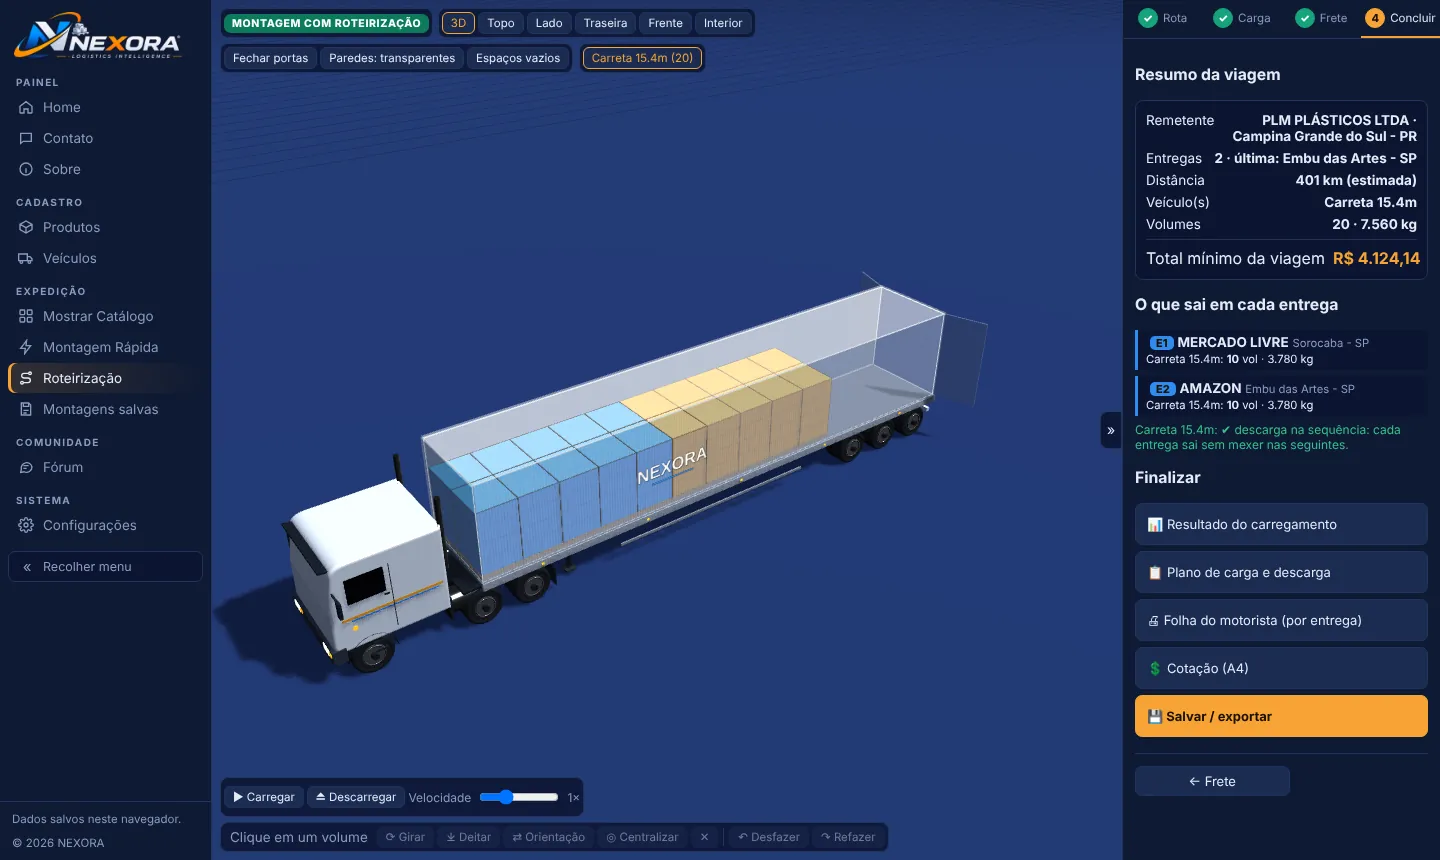 NEXORA
LOGISTICS INTELLIGENCE
PAINEL
Home
Contato
Sobre
CADASTRO
Produtos
Veículos
EXPEDIÇÃO
Mostrar Catálogo
Montagem Rápida
Roteirização
Montagens salvas
COMUNIDADE
Fórum
SISTEMA
Configurações
« Recolher menu
Dados salvos neste navegador.
© 2026 NEXORA
MONTAGEM COM ROTEIRIZAÇÃO 3D Topo Lado Traseira Frente Interior
Fechar portas Paredes: transparentes Espaços vazios Carreta 15.4m (20)
NEXORA
▶ Carregar ⏏ Descarregar Velocidade 1×
Clique em um volume ⟳ Girar ⤓ Deitar ⇄ Orientação ◎ Centralizar ✕ ↶ Desfazer ↷ Refazer
»
✓ Rota ✓ Carga ✓ Frete 4 Concluir
Resumo da viagem
Remetente PLM PLÁSTICOS LTDA ·
Campina Grande do Sul - PR
Entregas 2 · última: Embu das Artes - SP
Distância 401 km (estimada)
Veículo(s) Carreta 15.4m
Volumes 20 · 7.560 kg
Total mínimo da viagem R$ 4.124,14
O que sai em cada entrega
E1 MERCADO LIVRE Sorocaba - SP
Carreta 15.4m: 10 vol · 3.780 kg
E2 AMAZON Embu das Artes - SP
Carreta 15.4m: 10 vol · 3.780 kg
Carreta 15.4m: ✔ descarga na sequência: cada
entrega sai sem mexer nas seguintes.
Finalizar
📊 Resultado do carregamento
📋 Plano de carga e descarga
🖨 Folha do motorista (por entrega)
💲 Cotação (A4)
💾 Salvar / exportar
← Frete